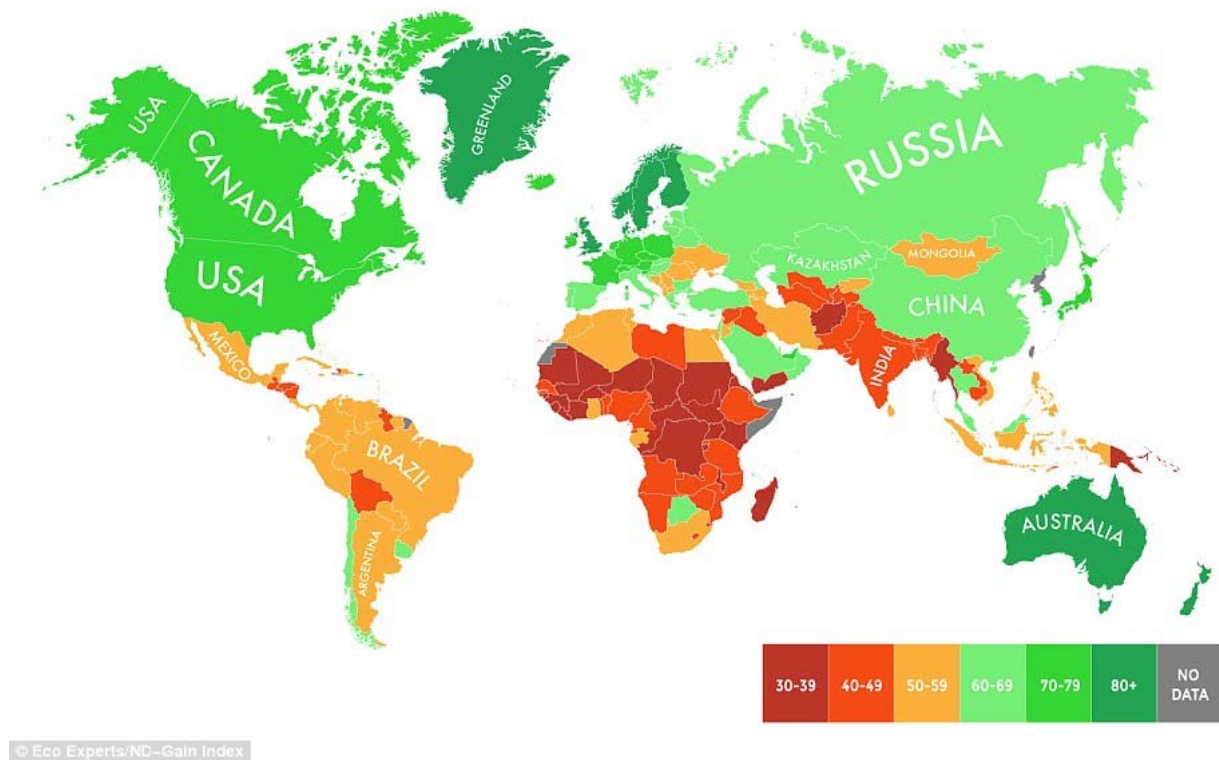 GREENLAND
USA
CANADA
RUSSIA
USA
KAZAKHSTAN
MONGOLIA
CHINA
MEXICO
INDIA
BRAZIL
ARGENTINA
AUSTRALIA
30-39
40-49
50-59
60-69
70-79
80+
NO
DATA
© Eco Experts/ND-Gain Index